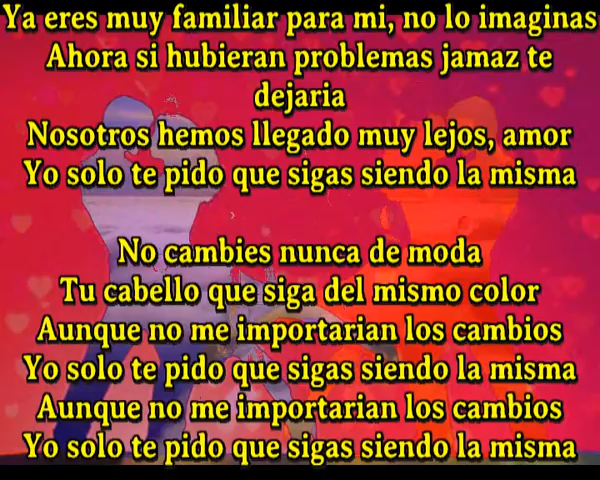 Ya eres muy familiar para mi, no lo imaginas
Ahora si hubieran problemas jamaz te
dejaria
Nosotros hemos llegado muy lejos, amor
Yo solo te pido que sigas siendo la misma
No cambies nunca de moda
Tu cabello que siga del mismo color
Aunque no me importarian los cambios
Yo solo te pido que sigas siendo la misma
Aunque no me importarian los cambios
Yo solo te pido que sigas siendo la misma